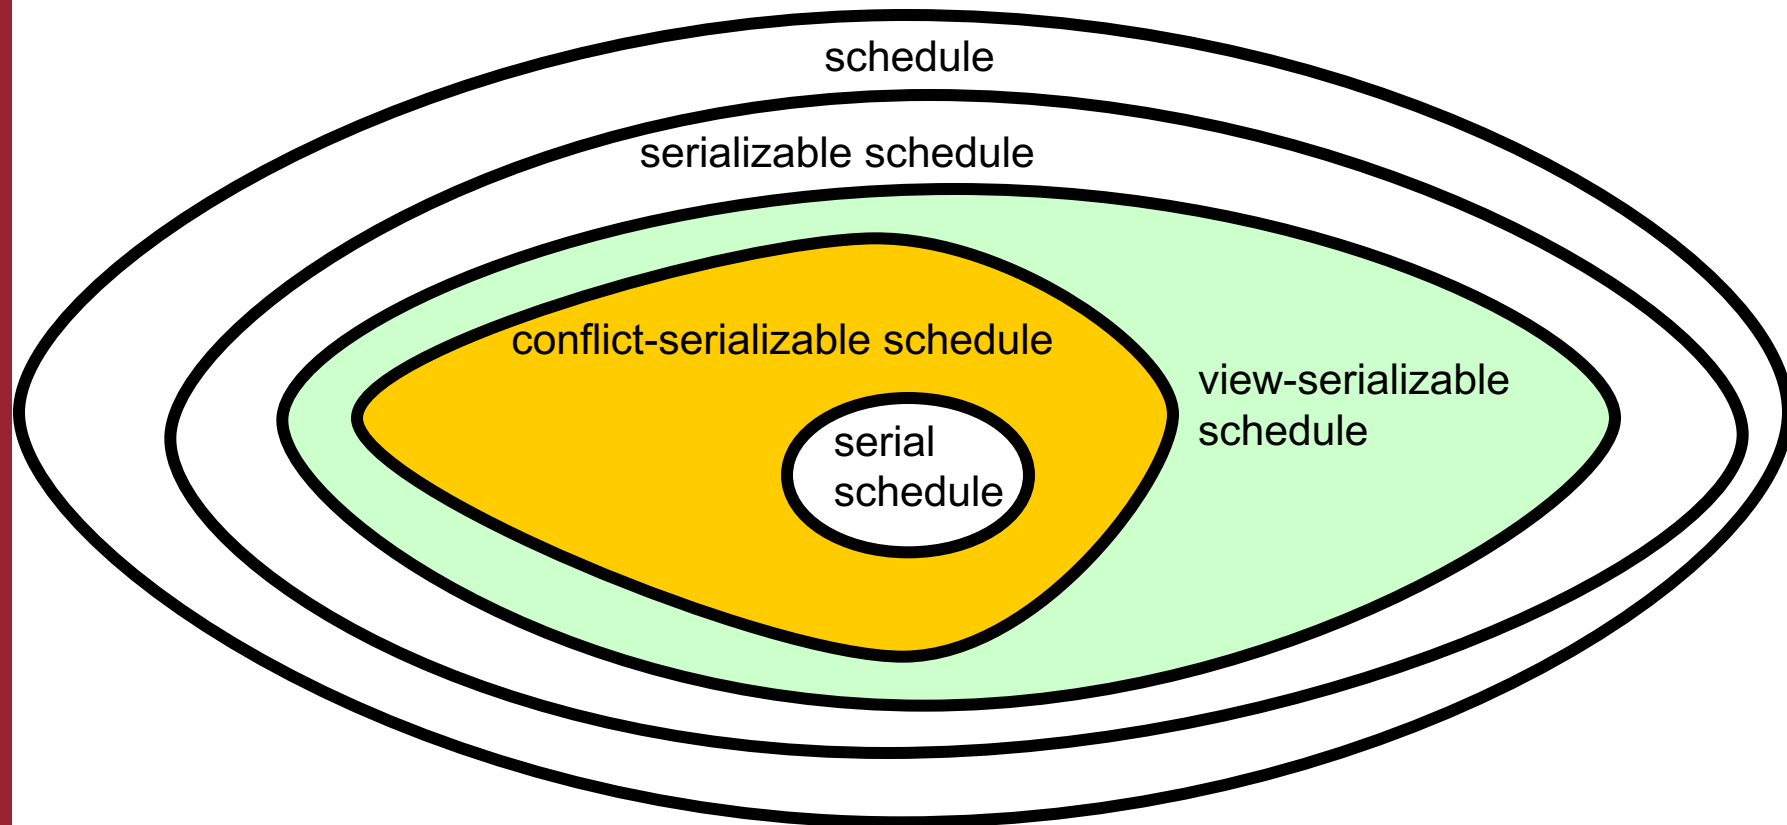 schedule
serializable schedule
conflict-serializable schedule
view-serializable
schedule
serial
schedule